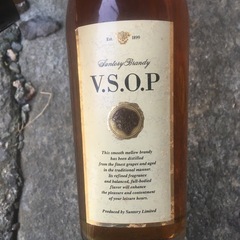 Est. 1899
Suntory Brandy
V.S.O.P
This smooth mellow brandy
has been distilled
from the finest grapes and aged
in the traditional manner.
Its refined fragrance
and balanced, full-bodied
flavor will enhance
the pleasure and contentment
of your leisure hours.
Produced by Suntory Limited